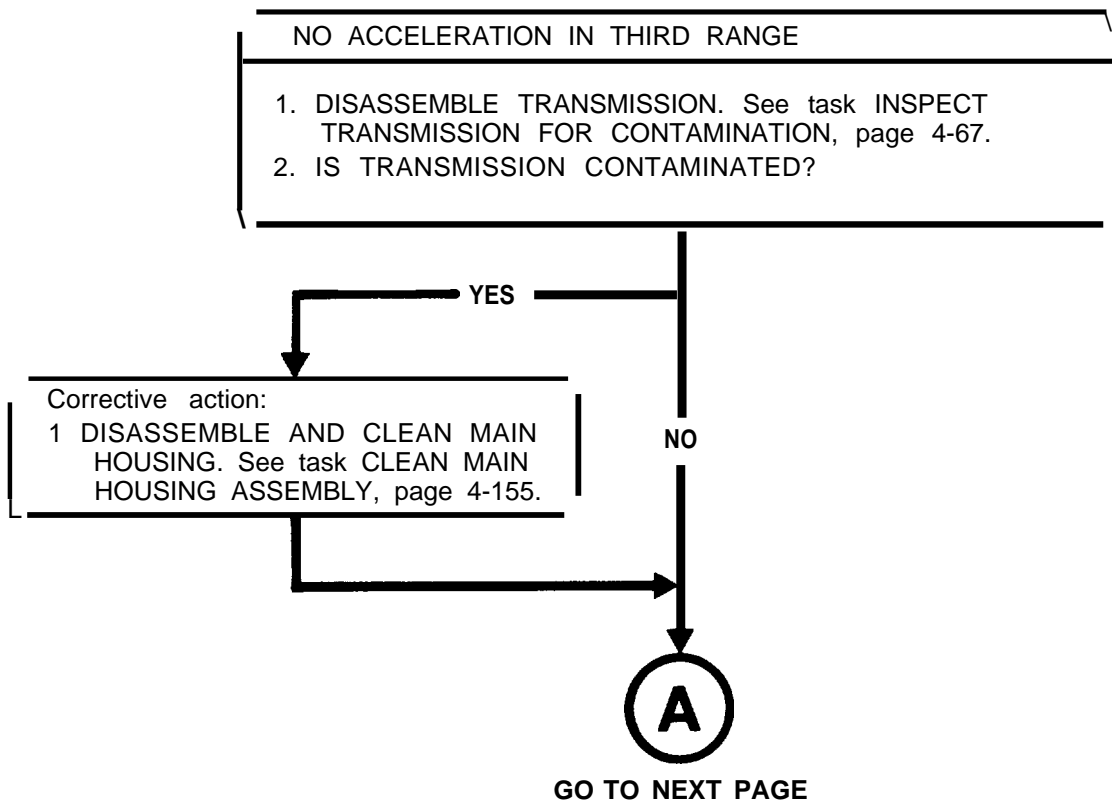 NO ACCELERATION IN THIRD RANGE
1. DISASSEMBLE TRANSMISSION. See task INSPECT
TRANSMISSION FOR CONTAMINATION, page 4-67.
2. IS TRANSMISSION CONTAMINATED?
YES
Corrective action:
1 DISASSEMBLE AND CLEAN MAIN
HOUSING. See task CLEAN MAIN
HOUSING ASSEMBLY, page 4-155.
NO
A
GO TO NEXT PAGE